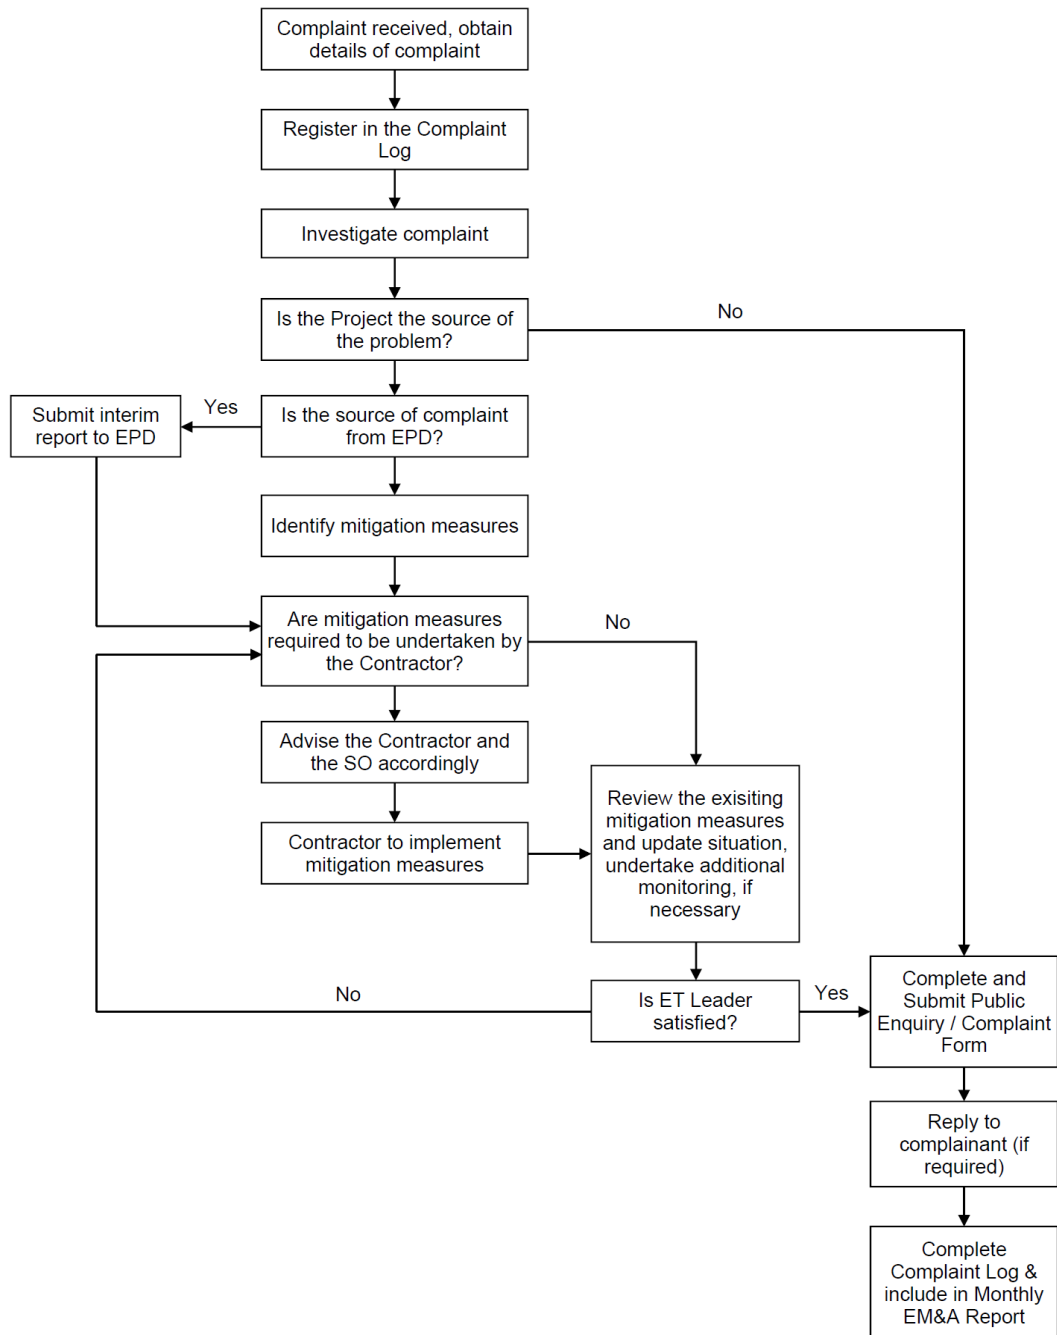 Complaint received, obtain
details of complaint
Register in the Complaint
Log
Investigate complaint
Is the Project the source of
the problem?
No
Submit interim
report to EPD
Yes
Is the source of complaint
from EPD?
Identify mitigation measures
Are mitigation measures
required to be undertaken by
the Contractor?
No
Advise the Contractor and
the SO accordingly
Contractor to implement
mitigation measures
Review the exisiting
mitigation measures
and update situation,
undertake additional
monitoring, if
necessary
No
Is ET Leader
satisfied?
Yes
Complete and
Submit Public
Enquiry / Complaint
Form
Reply to
complainant (if
required)
Complete
Complaint Log &
include in Monthly
EM&A Report